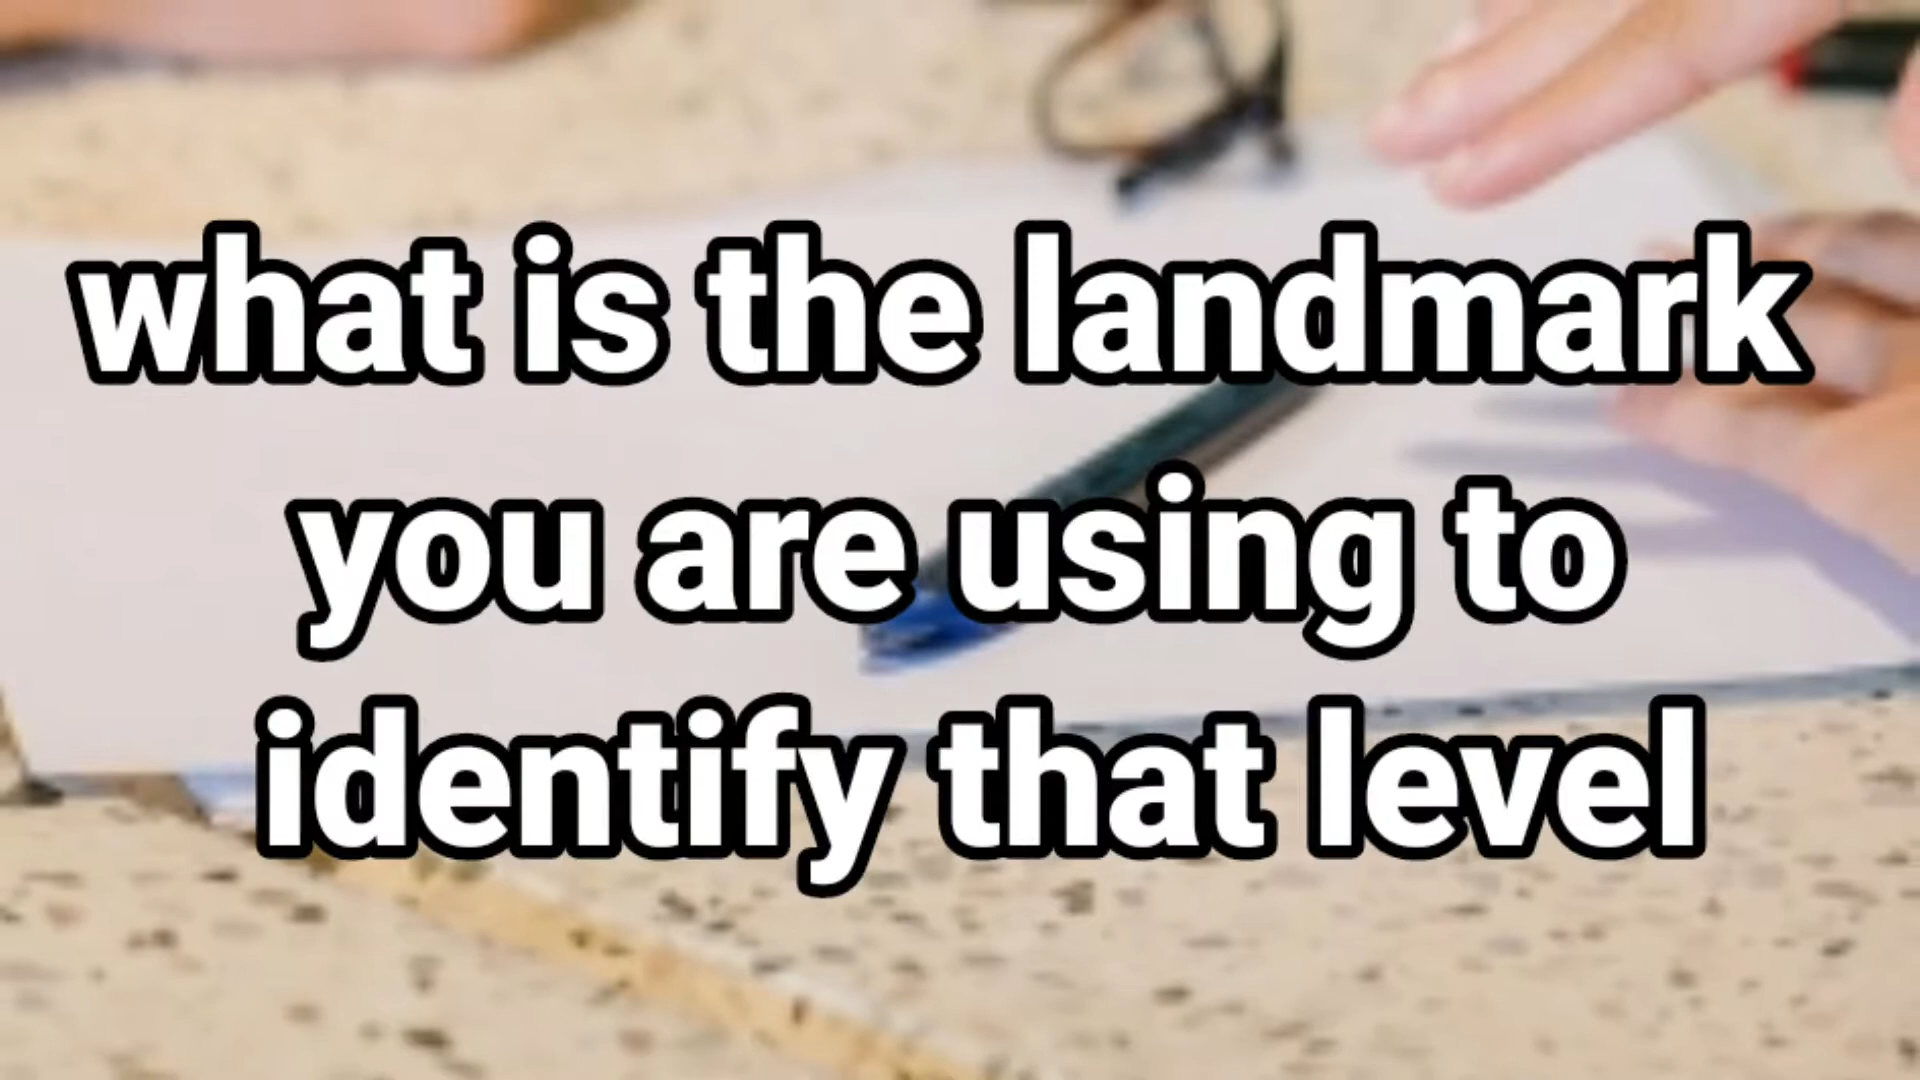 what is the landmark
you are using to
identify that level